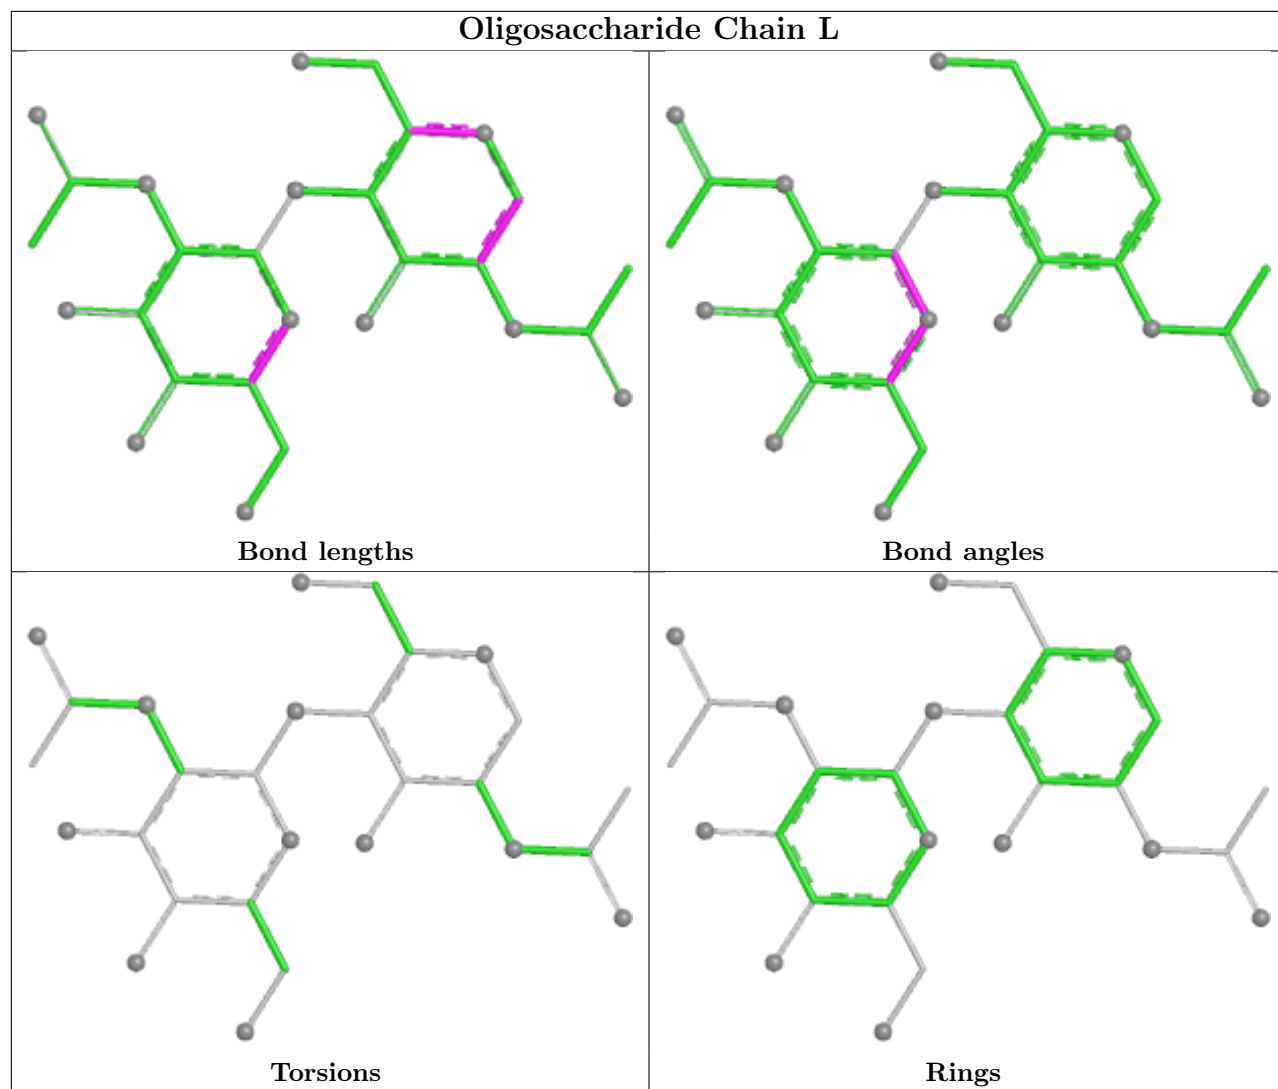 Oligosaccharide Chain L
Bond lengths
Bond angles
Torsions
Rings